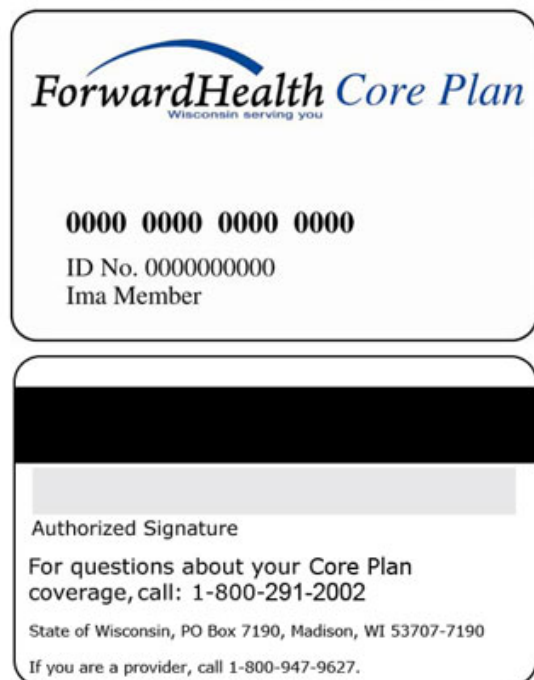 ForwardHealth Core Plan
Wisconsin serving you
0000 0000 0000 0000
ID No. 0000000000
Ima Member
Authorized Signature
For questions about your Core Plan
coverage, call: 1-800-291-2002
State of Wisconsin, PO Box 7190, Madison, WI 53707-7190
If you are a provider, call 1-800-947-9627.